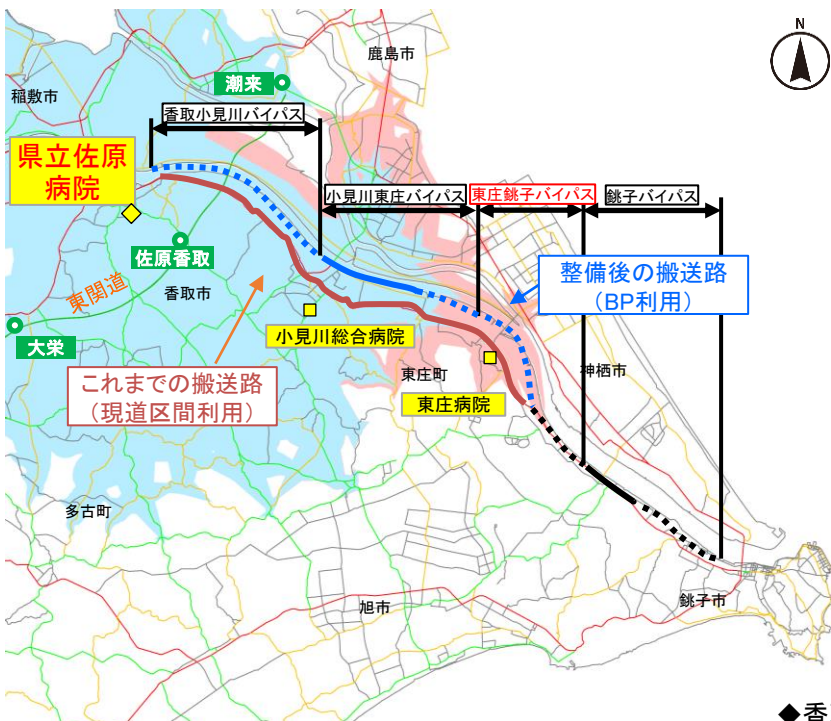 N
鹿島市
潮来
稲敷市
香取小見川バイパス
県立佐原
病院
小見川東庄バイパス
東庄銚子バイパス
銚子バイパス
佐原香取
整備後の搬送路
（BP利用）
東関道
香取市
大栄
小見川総合病院
これまでの搬送路
（現道区間利用）
東庄町
神栖市
東庄病院
多古町
旭市
銚子市
◆香